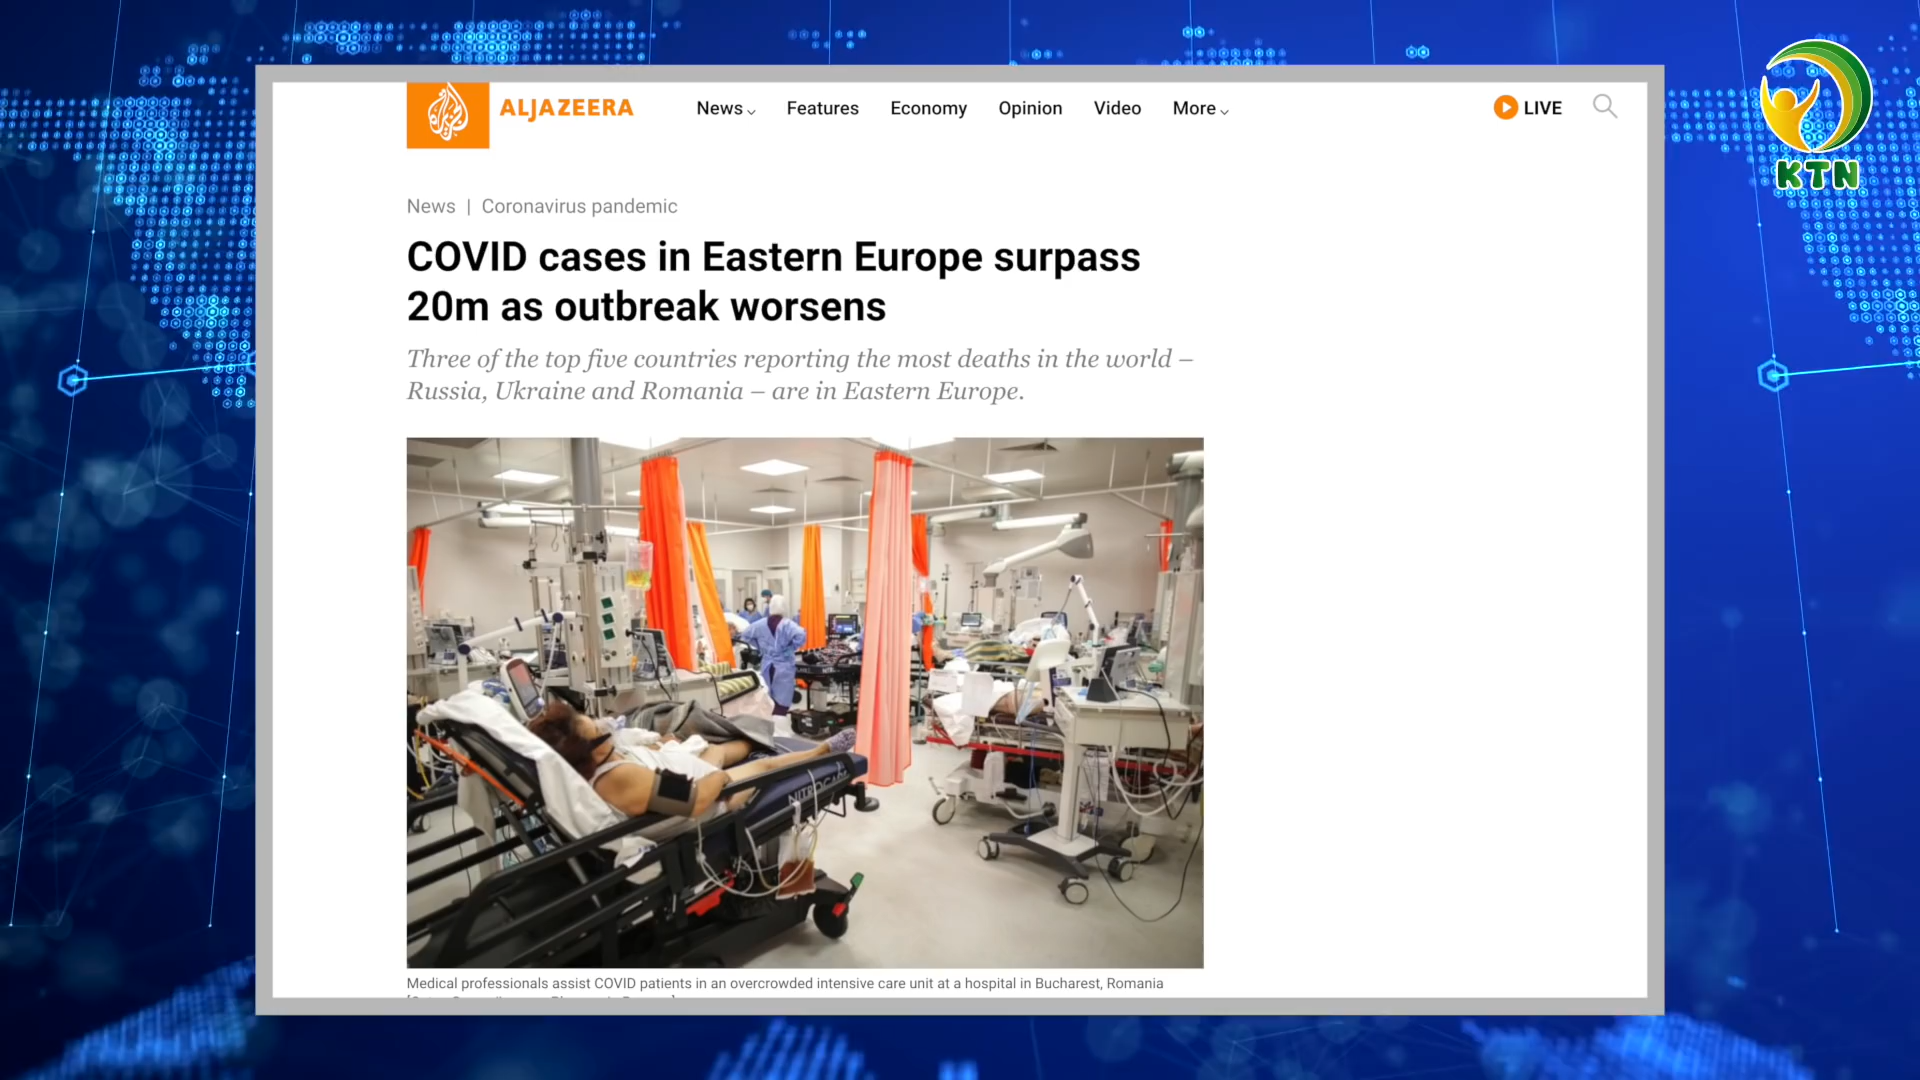 ALJAZEERA
News
Features
Economy
Opinion
Video
More
LIVE
KTN
News | Coronavirus pandemic
COVID cases in Eastern Europe surpass
20m as outbreak worsens
Three of the top five countries reporting the most deaths in the world –
Russia, Ukraine and Romania – are in Eastern Europe.
NITROCARE
Medical professionals assist COVID patients in an overcrowded intensive care unit at a hospital in Bucharest, Romania